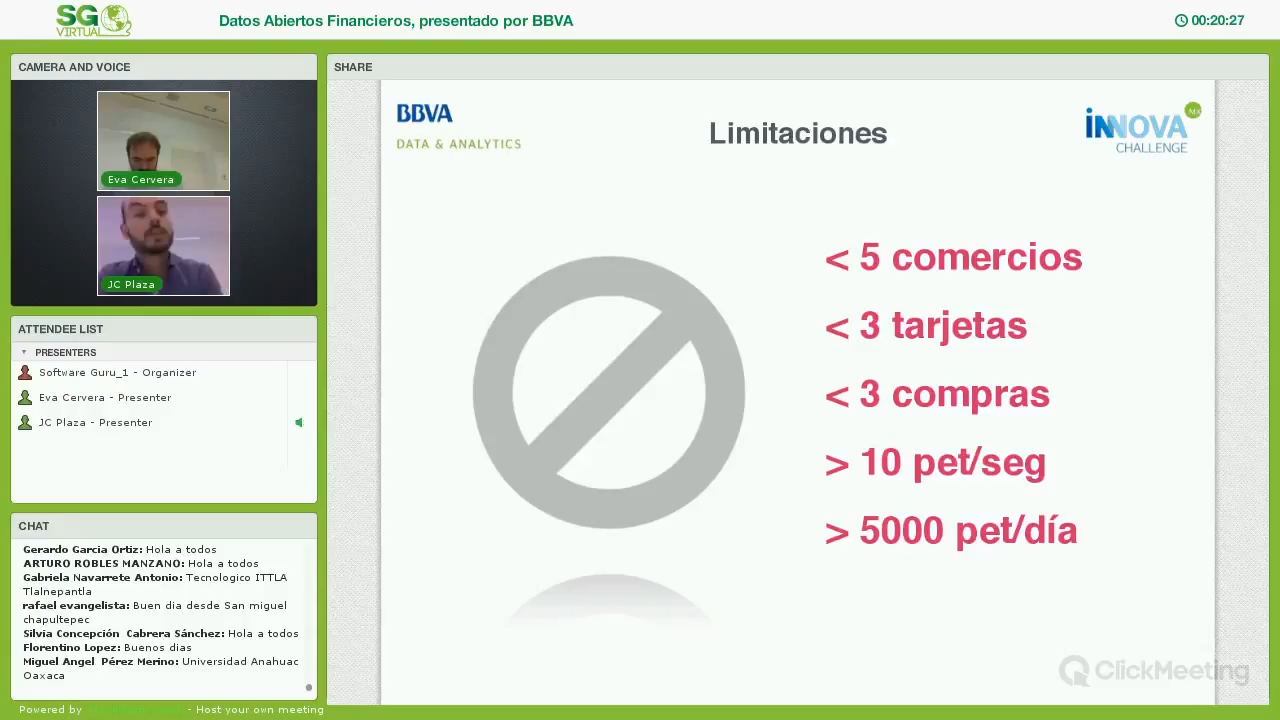 SG
VIRTUAL
Datos Abiertos Financieros, presentado por BBVA
00:20:27
CAMERA AND VOICE
Eva Cervera
JC Plaza
ATTENDEE LIST
PRESENTERS
Software Guru_1 - Organizer
Eva Cervera - Presenter
JC Plaza - Presenter
CHAT
Gerardo Garcia Ortiz: Hola a todos
ARTURO ROBLES MANZANO: Hola a todos
Gabriela Navarrete Antonio: Tecnologico ITTLA
Tlalnepantla
rafael evangelista: Buen dia desde San miguel
chapultepec
Silvia Concepción Cabrera Sánchez: Hola a todos
Florentino Lopez: Buenos dias
Miguel Angel Pérez Merino: Universidad Anahuac
Oaxaca
Powered by - Host your own meeting
SHARE
BBVA
DATA & ANALYTICS
Limitaciones
INNOVA MX
CHALLENGE
< 5 comercios
< 3 tarjetas
< 3 compras
> 10 pet/seg
> 5000 pet/día
ClickMeeting